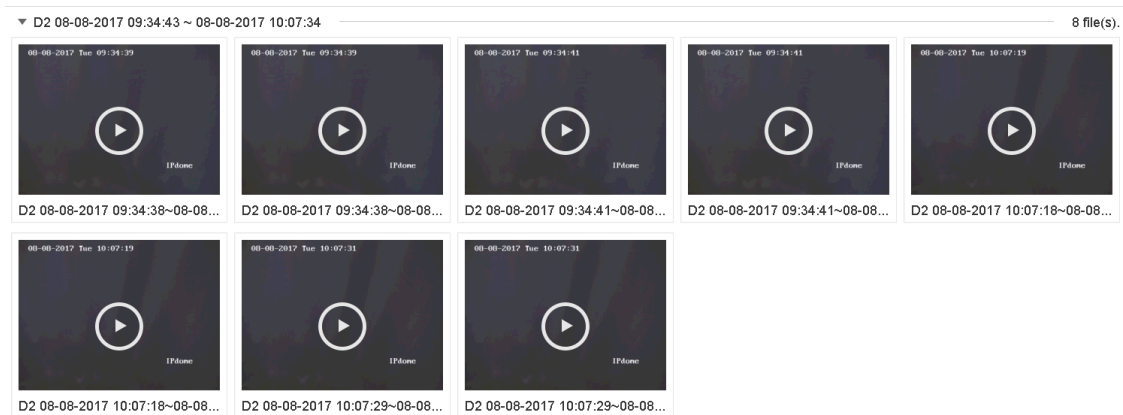 D2 08-08-2017 09:34:43 ~ 08-08-2017 10:07:34 8 file(s).
08-08-2017 Tue 09:34:39
IPdome
D2 08-08-2017 09:34:38~08-08...
08-08-2017 Tue 09:34:39
IPdome
D2 08-08-2017 09:34:38~08-08...
08-08-2017 Tue 09:34:41
IPdome
D2 08-08-2017 09:34:41~08-08...
08-08-2017 Tue 09:34:41
IPdome
D2 08-08-2017 09:34:41~08-08...
08-08-2017 Tue 10:07:19
IPdome
D2 08-08-2017 10:07:18~08-08...
08-08-2017 Tue 10:07:19
IPdome
D2 08-08-2017 10:07:18~08-08...
08-08-2017 Tue 10:07:31
IPdome
D2 08-08-2017 10:07:29~08-08...
08-08-2017 Tue 10:07:31
IPdome
D2 08-08-2017 10:07:29~08-08...